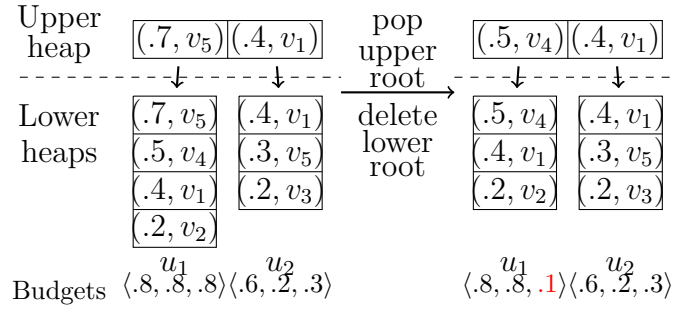 Upper heap (.7, v₅) (.4, v₁) pop upper root (.5, v₄) (.4, v₁)
Lower heaps delete lower root
(.7, v₅) (.4, v₁) (.5, v₄) (.4, v₁)
(.5, v₄) (.3, v₅) (.4, v₁) (.3, v₅)
(.4, v₁) (.2, v₃) (.2, v₂) (.2, v₃)
(.2, v₂)
u₁ u₂ u₁ u₂
Budgets ⟨.8, .8, .8⟩ ⟨.6, .2, .3⟩ ⟨.8, .8, .1⟩ ⟨.6, .2, .3⟩